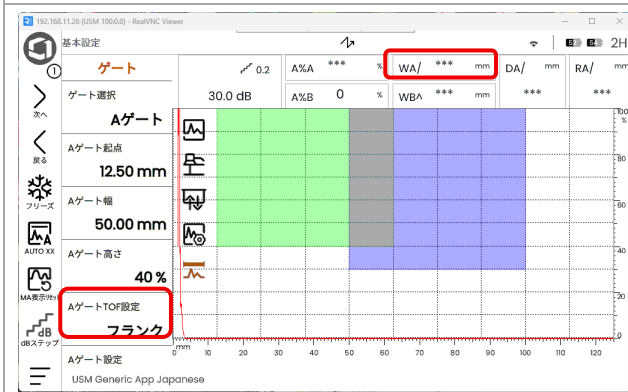 192.168.11.26 (USM 100:0.0) - RealVNC Viewer
基本設定
52 54 2H
1
ゲート
0.2
A%A *** %
WA/ *** mm
DA/ mm
RA/ mm
次へ
ゲート選択
Aゲート
30.0 dB
A%B 0 %
WB^ *** mm
***
***
戻る
Aゲート起点
12.50 mm
フリーズ
Aゲート幅
50.00 mm
AUTO XX
Aゲート高さ
40 %
MA表示リセット
AゲートTOF設定
フランク
dB
dBステップ
Aゲート設定
USM Generic App Japanese
100
%
80
60
40
20
0
mm
0 10 20 30 40 50 60 70 80 90 100 110 120